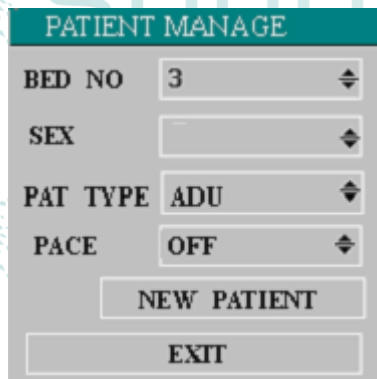 PATIENT MANAGE
BED NO 3
SEX
PAT TYPE ADU
PACE OFF
NEW PATIENT
EXIT